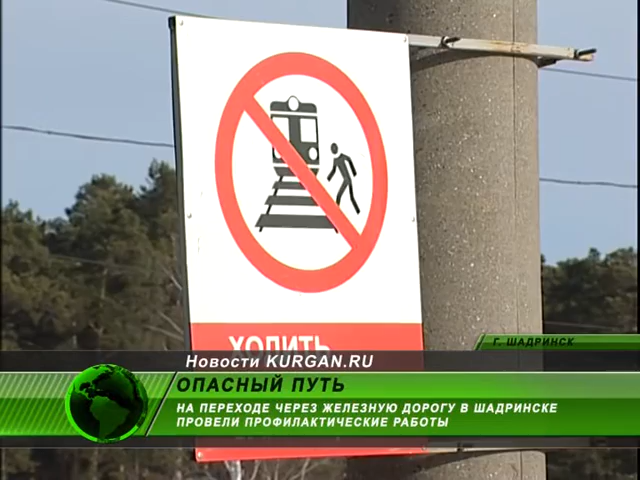 ХОДИТЬ
Г. ШАДРИНСК
Новости KURGAN.RU
ОПАСНЫЙ ПУТЬ
НА ПЕРЕХОДЕ ЧЕРЕЗ ЖЕЛЕЗНУЮ ДОРОГУ В ШАДРИНСКЕ
ПРОВЕЛИ ПРОФИЛАКТИЧЕСКИЕ РАБОТЫ